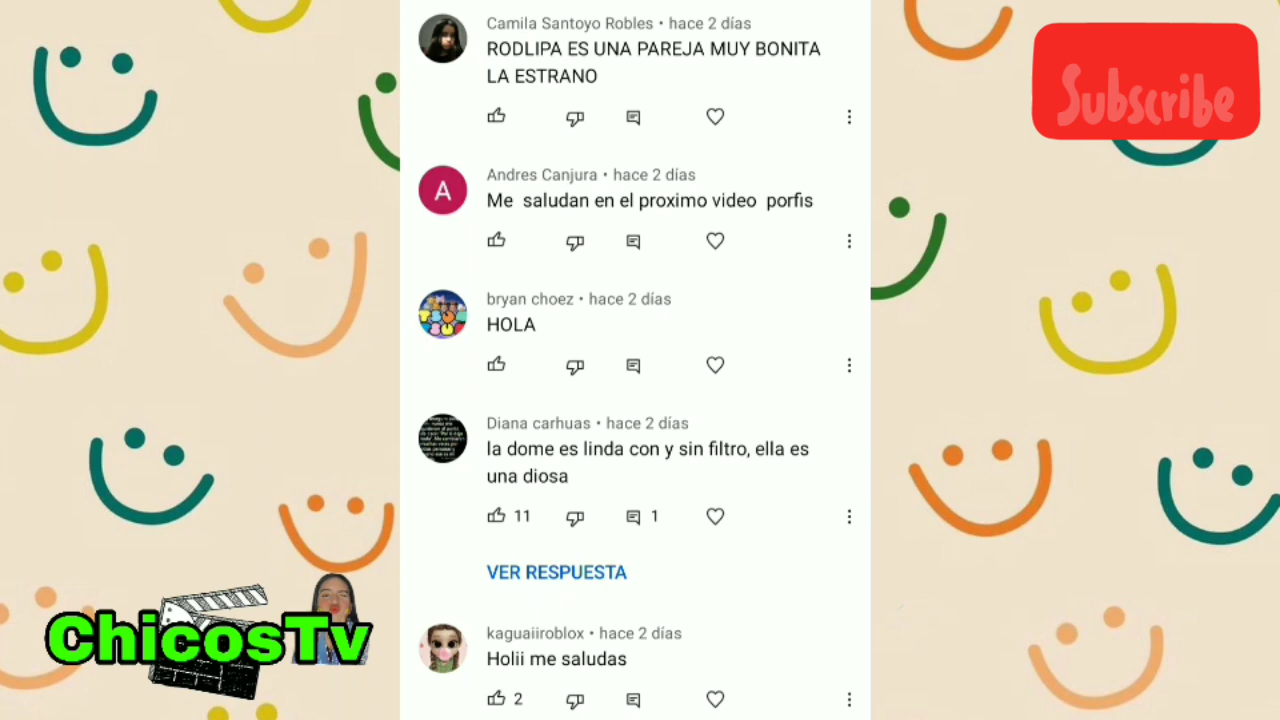 Camila Santoyo Robles • hace 2 días
RODLIPA ES UNA PAREJA MUY BONITA
LA ESTRANO
Subscribe
A
Andres Canjura • hace 2 días
Me  saludan en el proximo video  porfis
bryan choez • hace 2 días
HOLA
Diana carhuas • hace 2 días
la dome es linda con y sin filtro, ella es
una diosa
11
1
VER RESPUESTA
ChicosTv
kaguaiiroblox • hace 2 días
Holii me saludas
2